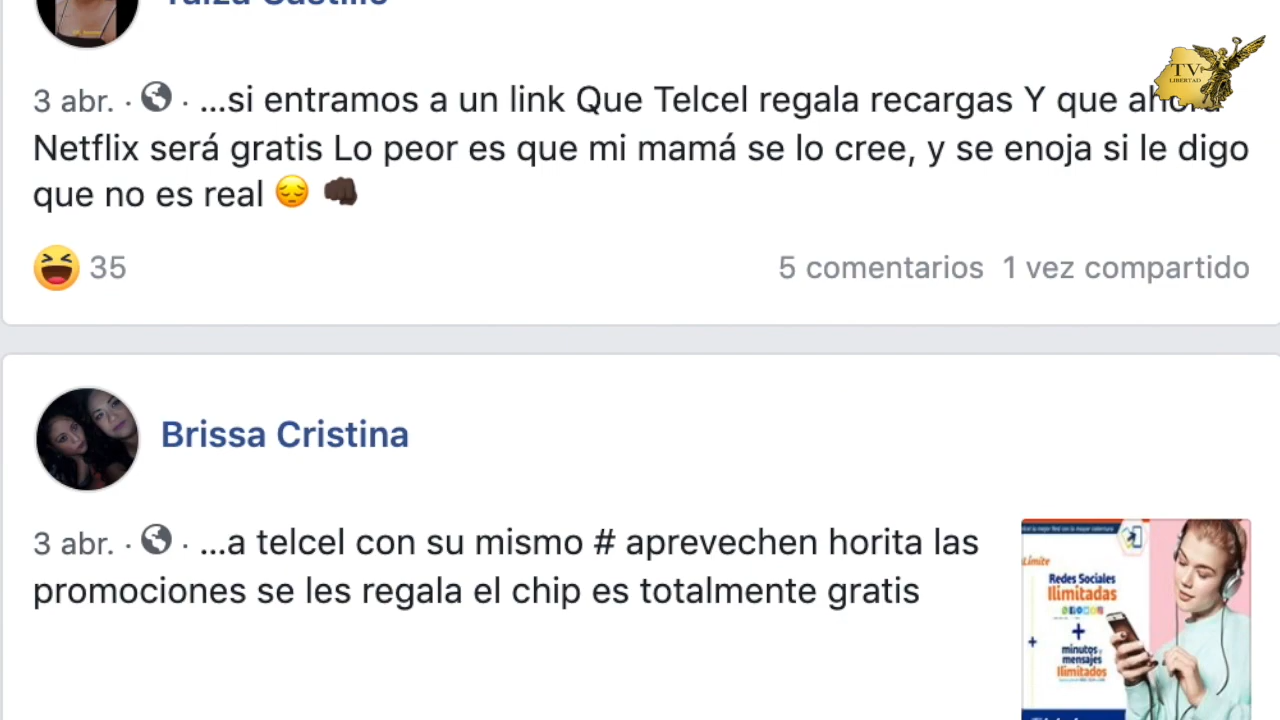 3 abr. · · ...si entramos a un link Que Telcel regala recargas Y que ahora
Netflix será gratis Lo peor es que mi mamá se lo cree, y se enoja si le digo
que no es real 😔 👊🏿
😆 35
5 comentarios 1 vez compartido
TV
LIBERTAD
Brissa Cristina
3 abr. · · ...a telcel con su mismo # aprevechen horita las
promociones se les regala el chip es totalmente gratis
Redes Sociales
Ilimitadas
+
+
minutos y
mensajes
Ilimitados